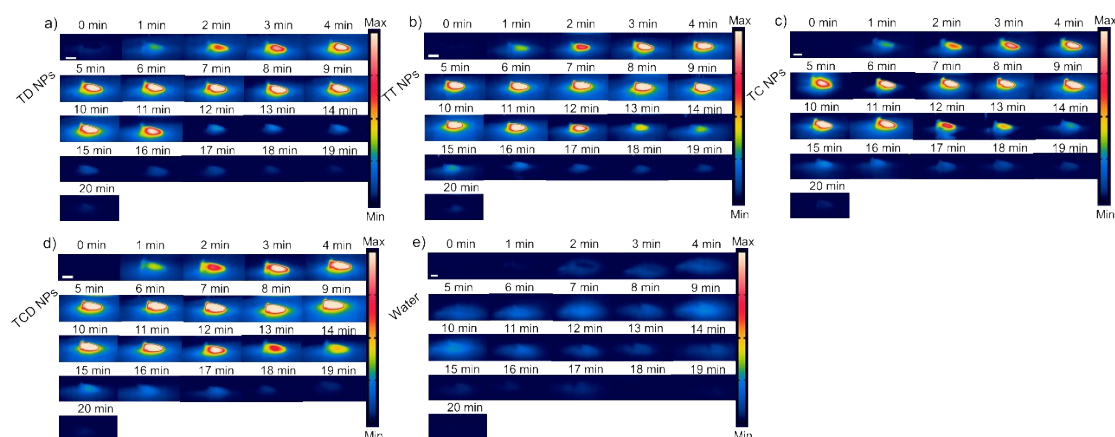 a)
0 min 1 min 2 min 3 min 4 min Max
TD NPs
5 min 6 min 7 min 8 min 9 min
10 min 11 min 12 min 13 min 14 min
15 min 16 min 17 min 18 min 19 min
20 min
Min
b)
0 min 1 min 2 min 3 min 4 min Max
TT NPs
5 min 6 min 7 min 8 min 9 min
10 min 11 min 12 min 13 min 14 min
15 min 16 min 17 min 18 min 19 min
20 min
Min
c)
0 min 1 min 2 min 3 min 4 min Max
TC NPs
5 min 6 min 7 min 8 min 9 min
10 min 11 min 12 min 13 min 14 min
15 min 16 min 17 min 18 min 19 min
20 min
Min
d)
0 min 1 min 2 min 3 min 4 min Max
TCD NPs
5 min 6 min 7 min 8 min 9 min
10 min 11 min 12 min 13 min 14 min
15 min 16 min 17 min 18 min 19 min
20 min
Min
e)
0 min 1 min 2 min 3 min 4 min Max
Water
5 min 6 min 7 min 8 min 9 min
10 min 11 min 12 min 13 min 14 min
15 min 16 min 17 min 18 min 19 min
20 min
Min